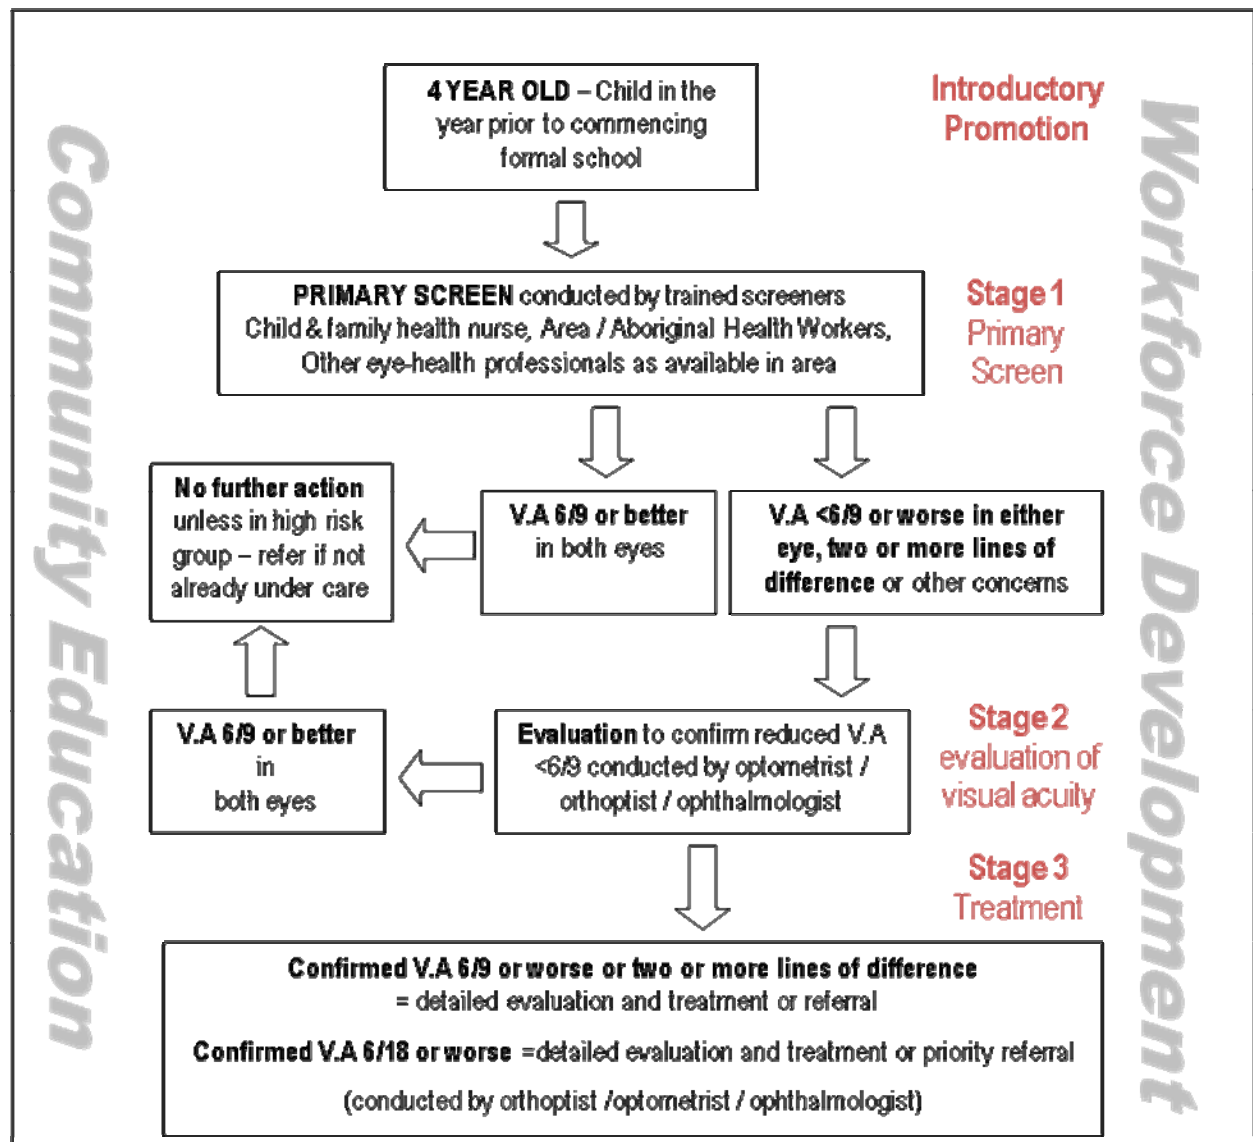 4 YEAR OLD – Child in the
year prior to commencing
formal school
Introductory
Promotion
Community Education
Workforce Development
PRIMARY SCREEN conducted by trained screeners
Child & family health nurse, Area / Aboriginal Health Workers,
Other eye-health professionals as available in area
Stage 1
Primary
Screen
No further action
unless in high risk
group – refer if not
already under care
V.A 6/9 or better
in both eyes
V.A <6/9 or worse in either
eye, two or more lines of
difference or other concerns
V.A 6/9 or better
in
both eyes
Evaluation to confirm reduced V.A
<6/9 conducted by optometrist /
orthoptist / ophthalmologist
Stage 2
evaluation of
visual acuity
Stage 3
Treatment
Confirmed V.A 6/9 or worse or two or more lines of difference
= detailed evaluation and treatment or referral
Confirmed V.A 6/18 or worse =detailed evaluation and treatment or priority referral
(conducted by orthoptist /optometrist / ophthalmologist)